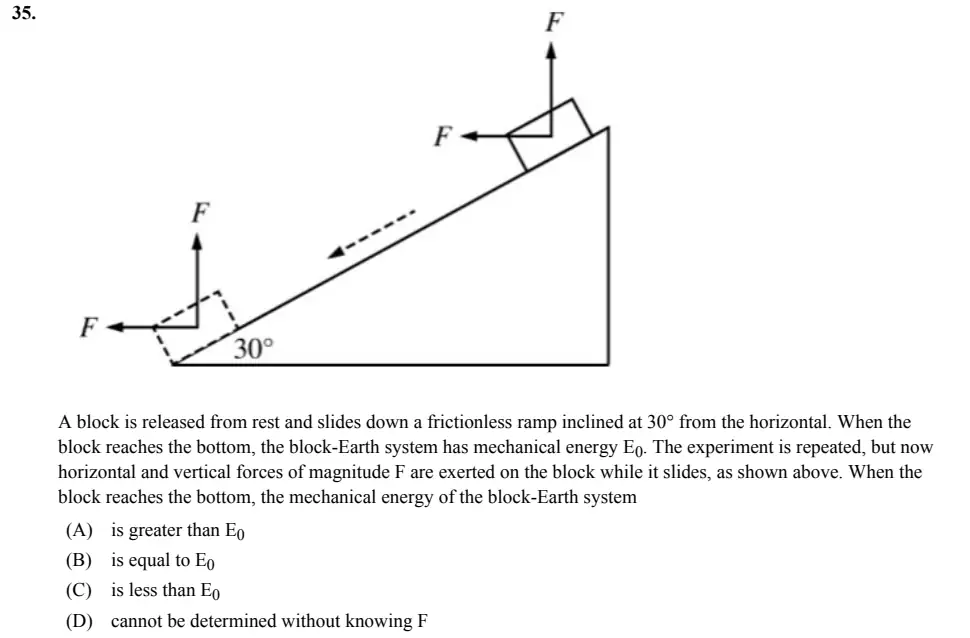 35.
F
F
F
F
30°
A block is released from rest and slides down a frictionless ramp inclined at 30° from the horizontal. When the
block reaches the bottom, the block-Earth system has mechanical energy E₀. The experiment is repeated, but now
horizontal and vertical forces of magnitude F are exerted on the block while it slides, as shown above. When the
block reaches the bottom, the mechanical energy of the block-Earth system
(A) is greater than E₀
(B) is equal to E₀
(C) is less than E₀
(D) cannot be determined without knowing F